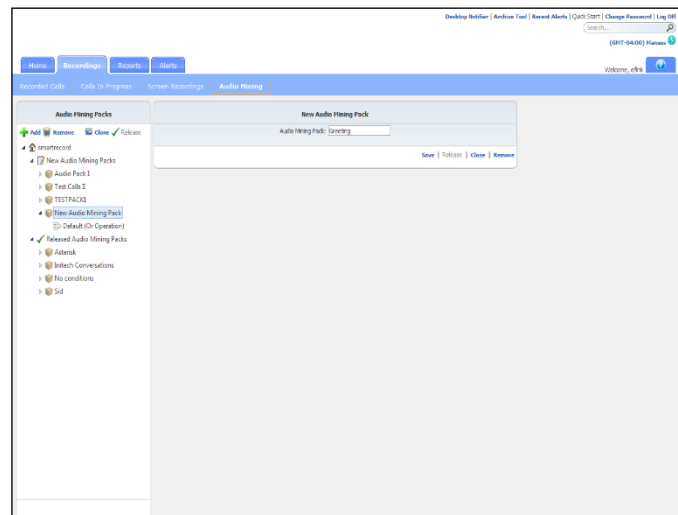 Desktop Notifier | Archive Tool | Recent Alerts | Quick Start | Change Password | Log Off
Search...
(GMT-04:00) Manaus
Home Recordings Reports Alerts
Welcome, efink
Recorded Calls Calls In Progress Screen Recordings Audio Mining
Audio Mining Packs
Add Remove Clone Release
smartrecord
New Audio Mining Packs
Audio Pack 1
Test Calls 2
TESTPACK1
New Audio Mining Pack
Default (Or Operation)
Released Audio Mining Packs
Asterisk
Initech Conversations
No conditions
Sid
New Audio Mining Pack
Audio Mining Pack: Greeting
Save | Release | Clone | Remove